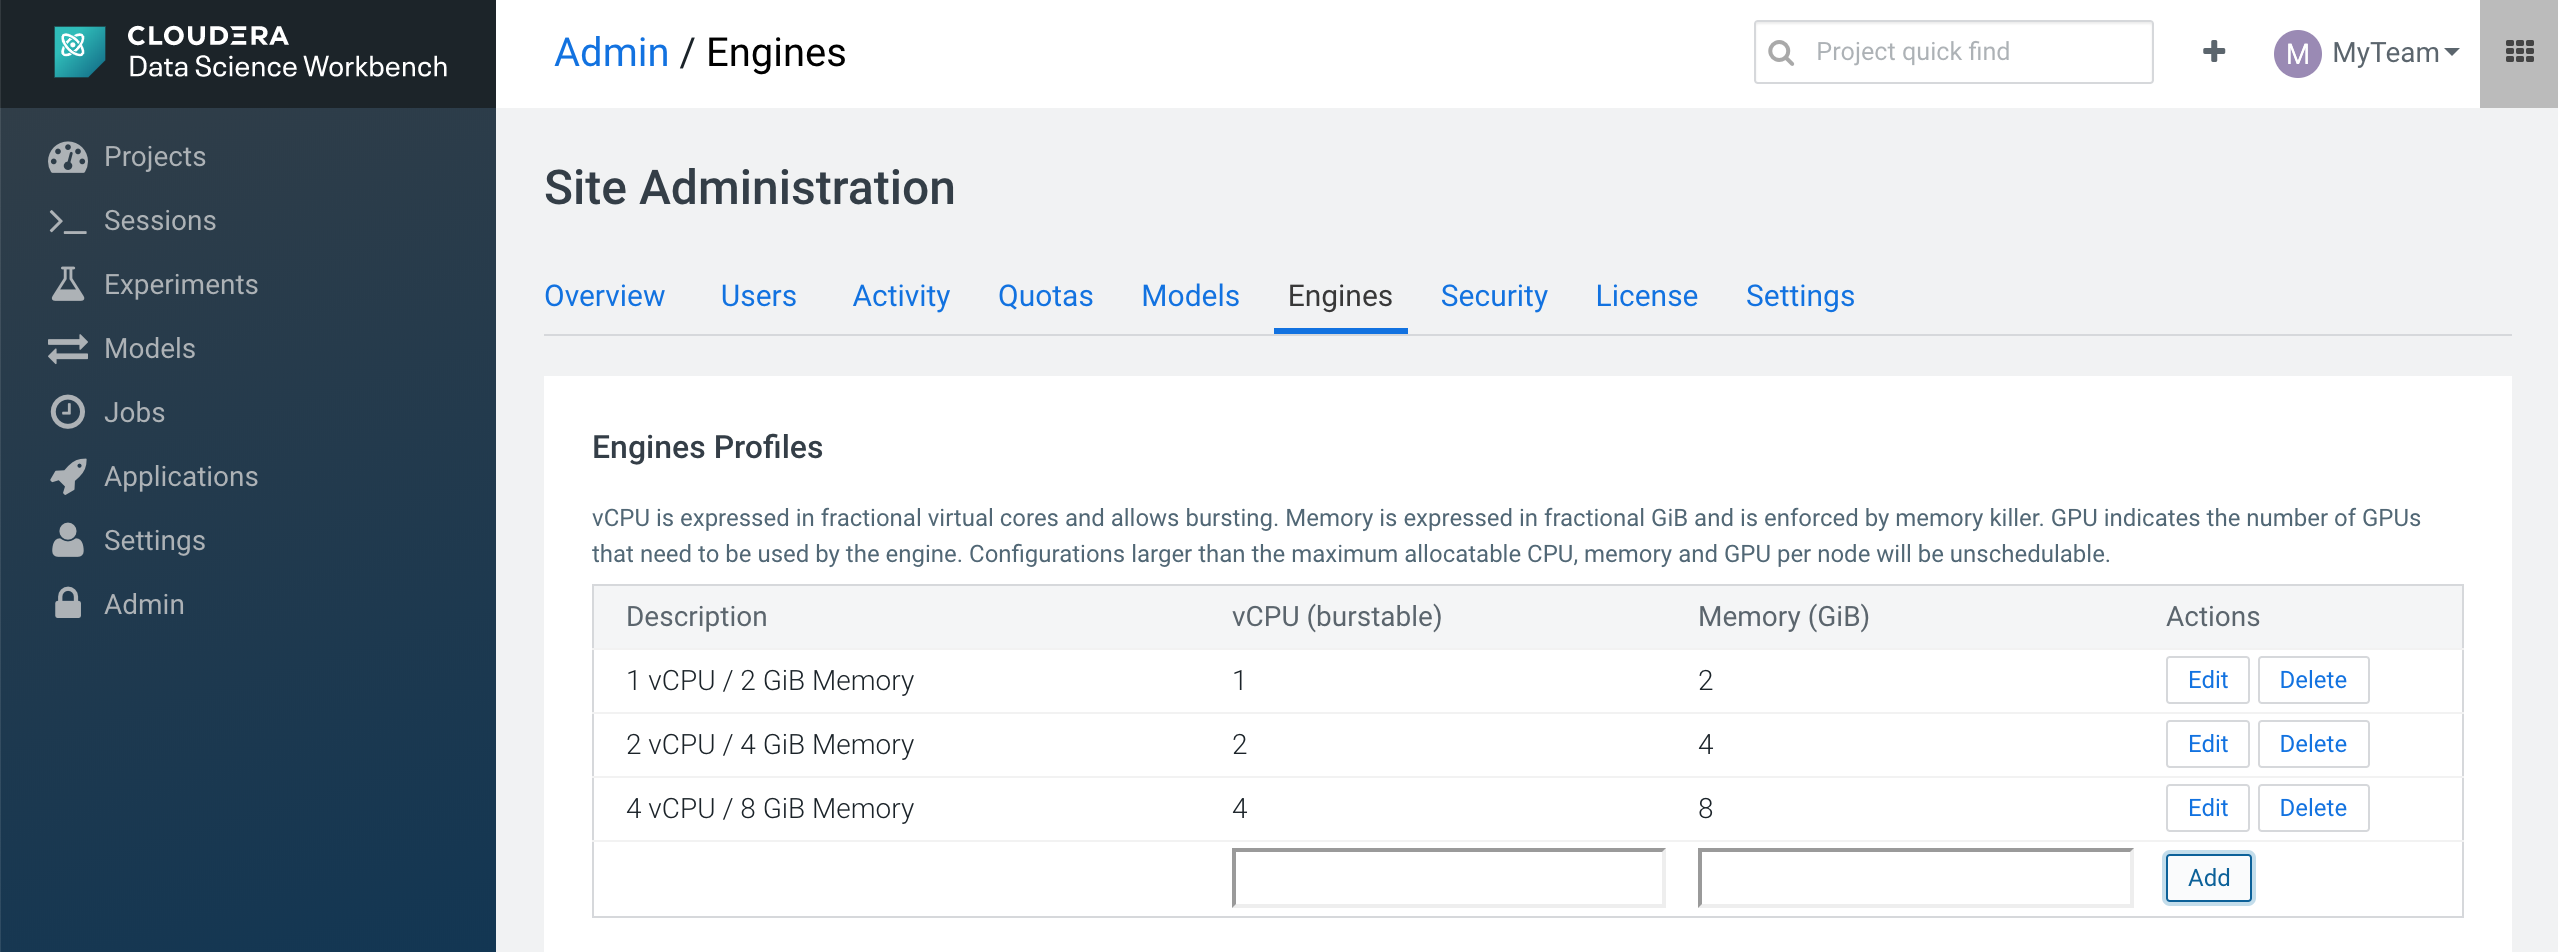 CLOUDERA
Data Science Workbench
Admin / Engines
Project quick find
M
MyTeam
Projects
Sessions
Experiments
Models
Jobs
Applications
Settings
Admin
Site Administration
Overview Users Activity Quotas Models Engines Security License Settings
Engines Profiles
vCPU is expressed in fractional virtual cores and allows bursting. Memory is expressed in fractional GiB and is enforced by memory killer. GPU indicates the number of GPUs
that need to be used by the engine. Configurations larger than the maximum allocatable CPU, memory and GPU per node will be unschedulable.
Description vCPU (burstable) Memory (GiB) Actions
1 vCPU / 2 GiB Memory 1 2 Edit Delete
2 vCPU / 4 GiB Memory 2 4 Edit Delete
4 vCPU / 8 GiB Memory 4 8 Edit Delete
Add